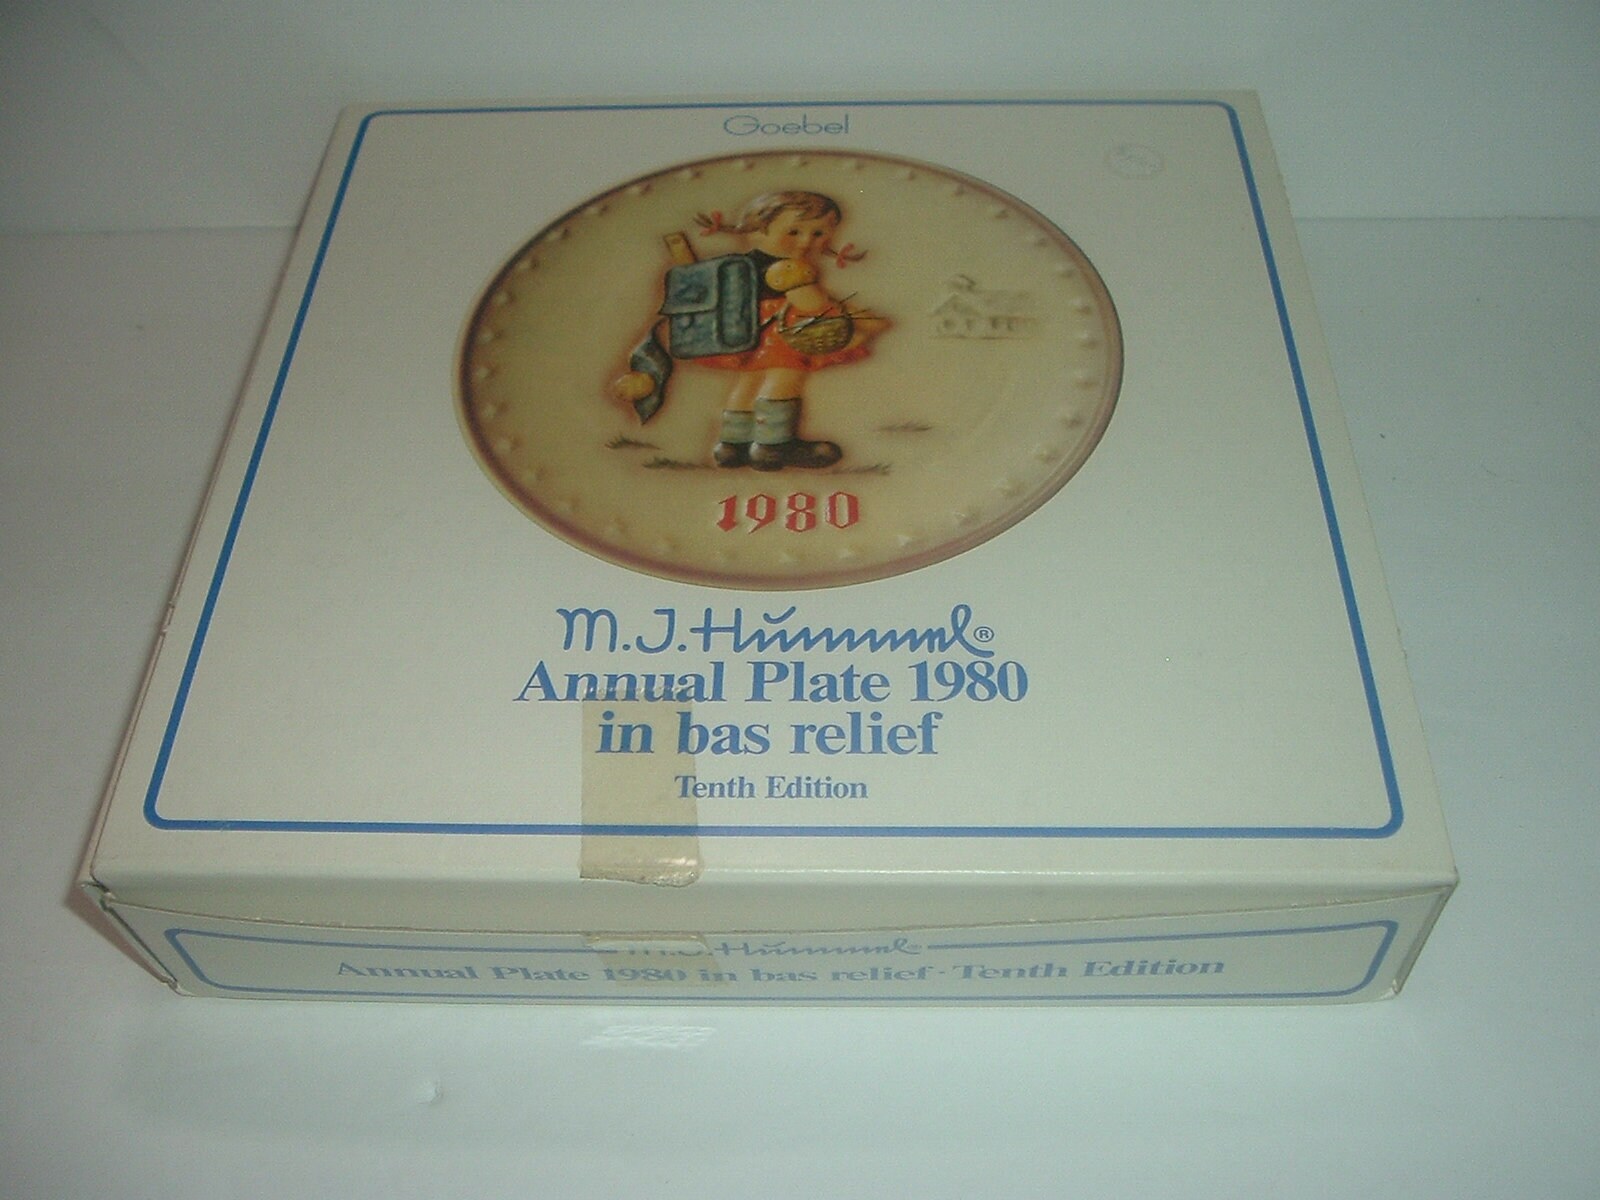 Goebel
1980
M.J. Hummel®
Annual Plate 1980
in bas relief
Tenth Edition
M.J. Hummel®
Annual Plate 1980 in bas relief · Tenth Edition